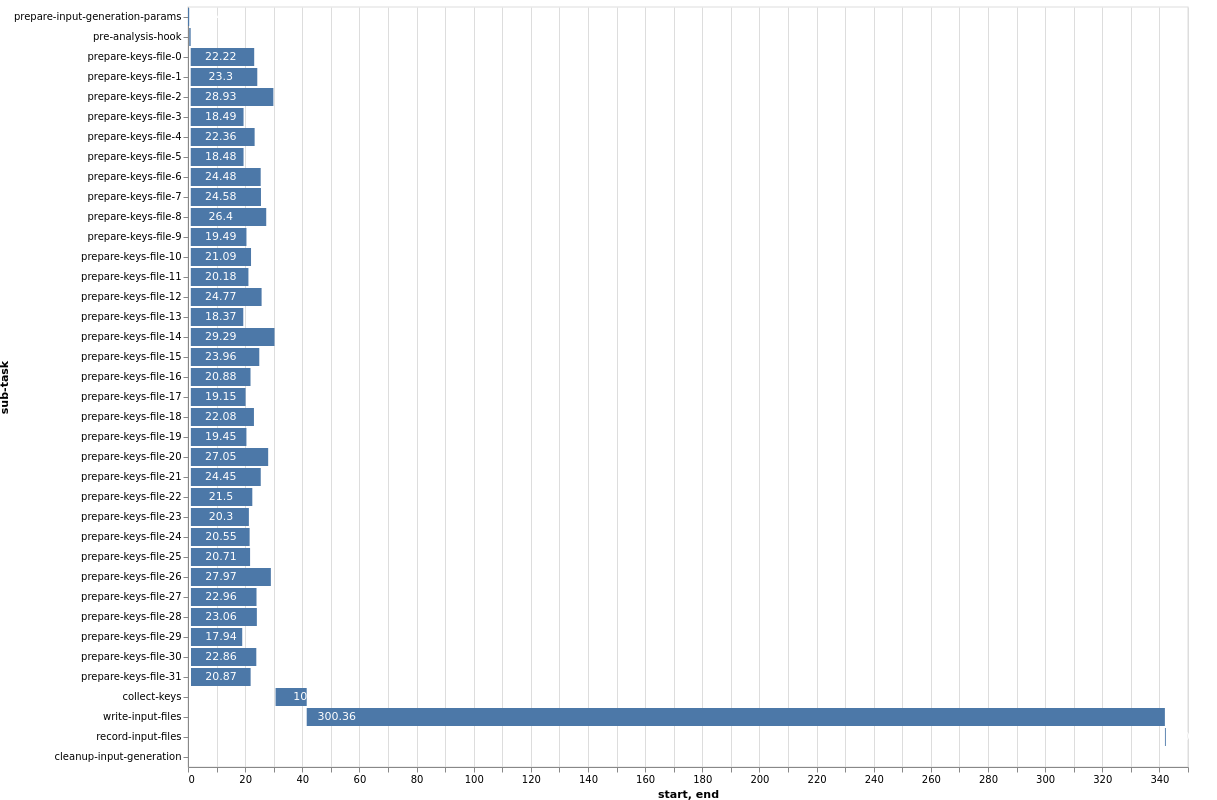 prepare-input-generation-params
pre-analysis-hook
prepare-keys-file-0 22.22
prepare-keys-file-1 23.3
prepare-keys-file-2 28.93
prepare-keys-file-3 18.49
prepare-keys-file-4 22.36
prepare-keys-file-5 18.48
prepare-keys-file-6 24.48
prepare-keys-file-7 24.58
prepare-keys-file-8 26.4
prepare-keys-file-9 19.49
prepare-keys-file-10 21.09
prepare-keys-file-11 20.18
prepare-keys-file-12 24.77
prepare-keys-file-13 18.37
prepare-keys-file-14 29.29
prepare-keys-file-15 23.96
prepare-keys-file-16 20.88
prepare-keys-file-17 19.15
prepare-keys-file-18 22.08
prepare-keys-file-19 19.45
prepare-keys-file-20 27.05
prepare-keys-file-21 24.45
prepare-keys-file-22 21.5
prepare-keys-file-23 20.3
prepare-keys-file-24 20.55
prepare-keys-file-25 20.71
prepare-keys-file-26 27.97
prepare-keys-file-27 22.96
prepare-keys-file-28 23.06
prepare-keys-file-29 17.94
prepare-keys-file-30 22.86
prepare-keys-file-31 20.87
collect-keys 10
write-input-files 300.36
record-input-files
cleanup-input-generation
sub-task
0 20 40 60 80 100 120 140 160 180 200 220 240 260 280 300 320 340
start, end